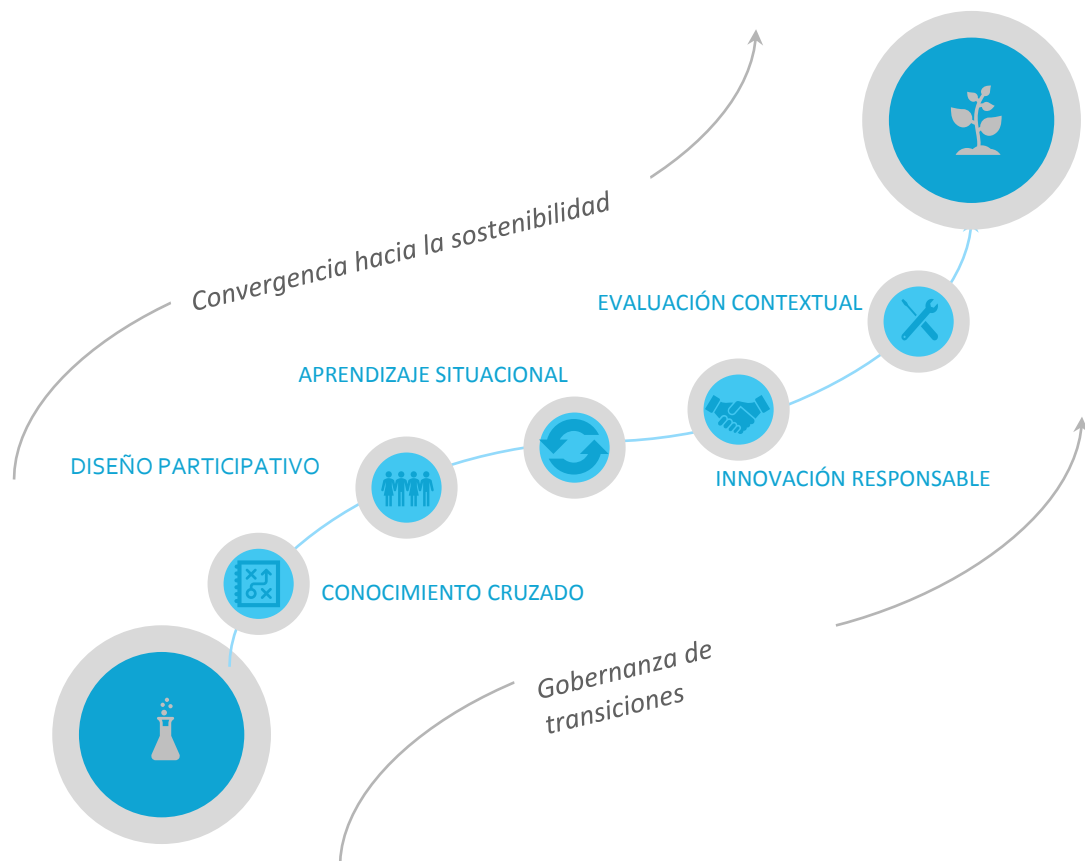 Convergencia hacia la sostenibilidad
EVALUACIÓN CONTEXTUAL
APRENDIZAJE SITUACIONAL
DISEÑO PARTICIPATIVO
INNOVACIÓN RESPONSABLE
CONOCIMIENTO CRUZADO
Gobernanza de
transiciones